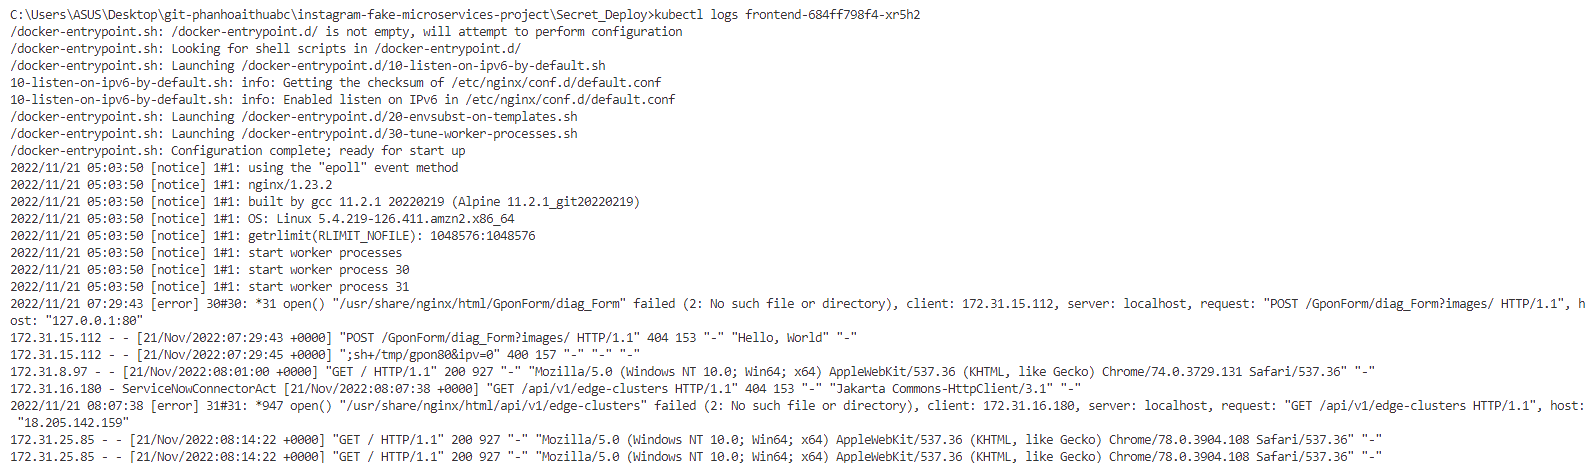 C:\Users\ASUS\Desktop\git-phanhoaithuabc\instagram-fake-microservices-project\Secret_Deploy>kubectl logs frontend-684ff798f4-xr5h2
/docker-entrypoint.sh: /docker-entrypoint.d/ is not empty, will attempt to perform configuration
/docker-entrypoint.sh: Looking for shell scripts in /docker-entrypoint.d/
/docker-entrypoint.sh: Launching /docker-entrypoint.d/10-listen-on-ipv6-by-default.sh
10-listen-on-ipv6-by-default.sh: info: Getting the checksum of /etc/nginx/conf.d/default.conf
10-listen-on-ipv6-by-default.sh: info: Enabled listen on IPv6 in /etc/nginx/conf.d/default.conf
/docker-entrypoint.sh: Launching /docker-entrypoint.d/20-envsubst-on-templates.sh
/docker-entrypoint.sh: Launching /docker-entrypoint.d/30-tune-worker-processes.sh
/docker-entrypoint.sh: Configuration complete; ready for start up
2022/11/21 05:03:50 [notice] 1#1: using the "epoll" event method
2022/11/21 05:03:50 [notice] 1#1: nginx/1.23.2
2022/11/21 05:03:50 [notice] 1#1: built by gcc 11.2.1 20220219 (Alpine 11.2.1_git20220219)
2022/11/21 05:03:50 [notice] 1#1: OS: Linux 5.4.219-126.411.amzn2.x86_64
2022/11/21 05:03:50 [notice] 1#1: getrlimit(RLIMIT_NOFILE): 1048576:1048576
2022/11/21 05:03:50 [notice] 1#1: start worker processes
2022/11/21 05:03:50 [notice] 1#1: start worker process 30
2022/11/21 05:03:50 [notice] 1#1: start worker process 31
2022/11/21 07:29:43 [error] 30#30: *31 open() "/usr/share/nginx/html/GponForm/diag_Form" failed (2: No such file or directory), client: 172.31.15.112, server: localhost, request: "POST /GponForm/diag_Form?images/ HTTP/1.1", h
ost: "127.0.0.1:80"
172.31.15.112 - - [21/Nov/2022:07:29:43 +0000] "POST /GponForm/diag_Form?images/ HTTP/1.1" 404 153 "-" "Hello, World" "-"
172.31.15.112 - - [21/Nov/2022:07:29:45 +0000] ";sh+/tmp/gpon80&ipv=0" 400 157 "-" "-" "-"
172.31.8.97 - - [21/Nov/2022:08:01:00 +0000] "GET / HTTP/1.1" 200 927 "-" "Mozilla/5.0 (Windows NT 10.0; Win64; x64) AppleWebKit/537.36 (KHTML, like Gecko) Chrome/74.0.3729.131 Safari/537.36" "-"
172.31.16.180 - ServiceNowConnectorAct [21/Nov/2022:08:07:38 +0000] "GET /api/v1/edge-clusters HTTP/1.1" 404 153 "-" "Jakarta Commons-HttpClient/3.1" "-"
2022/11/21 08:07:38 [error] 31#31: *947 open() "/usr/share/nginx/html/api/v1/edge-clusters" failed (2: No such file or directory), client: 172.31.16.180, server: localhost, request: "GET /api/v1/edge-clusters HTTP/1.1", host:
"18.205.142.159"
172.31.25.85 - - [21/Nov/2022:08:14:22 +0000] "GET / HTTP/1.1" 200 927 "-" "Mozilla/5.0 (Windows NT 10.0; Win64; x64) AppleWebKit/537.36 (KHTML, like Gecko) Chrome/78.0.3904.108 Safari/537.36" "-"
172.31.25.85 - - [21/Nov/2022:08:14:22 +0000] "GET / HTTP/1.1" 200 927 "-" "Mozilla/5.0 (Windows NT 10.0; Win64; x64) AppleWebKit/537.36 (KHTML, like Gecko) Chrome/78.0.3904.108 Safari/537.36" "-"